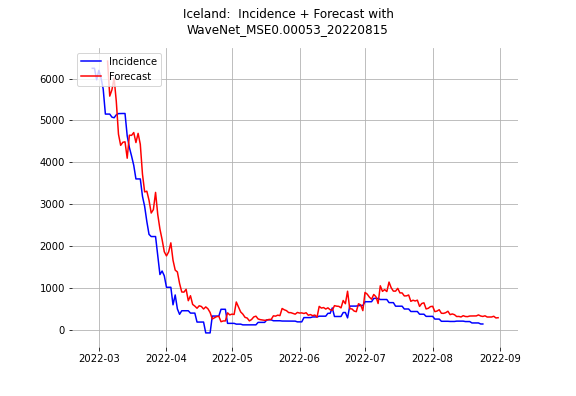 Iceland:  Incidence + Forecast with
WaveNet_MSE0.00053_20220815
Incidence
Forecast
6000
5000
4000
3000
2000
1000
0
2022-03 2022-04 2022-05 2022-06 2022-07 2022-08 2022-09